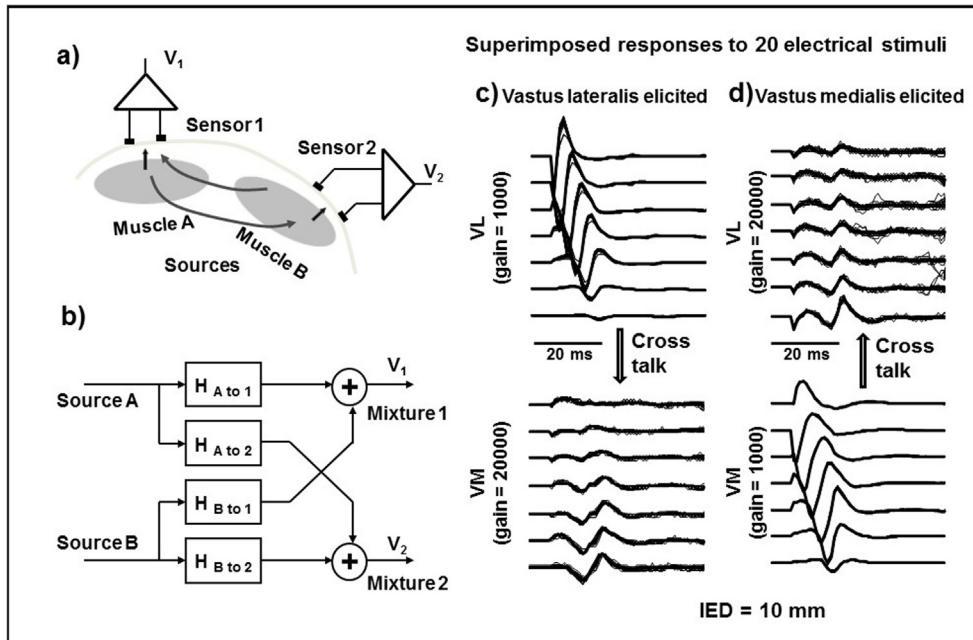 Superimposed responses to 20 electrical stimuli
a)
V1
Sensor 1
Sensor 2
V2
Muscle A
Muscle B
Sources
b)
Source A
H A to 1
V1
Mixture 1
H A to 2
H B to 1
Source B
H B to 2
V2
Mixture 2
+
+
c) Vastus lateralis elicited
VL
(gain = 1000)
20 ms
Cross
talk
VM
(gain = 20000)
d) Vastus medialis elicited
VL
(gain = 20000)
20 ms
Cross
talk
VM
(gain = 1000)
IED = 10 mm